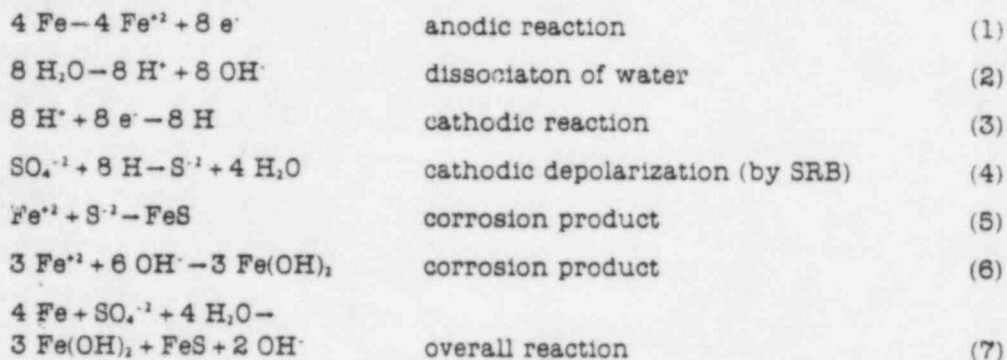 4 Fe – 4 Fe⁺² + 8 e⁻ anodic reaction (1)
8 H₂O – 8 H⁺ + 8 OH⁻ dissociaton of water (2)
8 H⁺ + 8 e⁻ – 8 H cathodic reaction (3)
SO₄⁻² + 8 H – S⁻² + 4 H₂O cathodic depolarization (by SRB) (4)
Fe⁺² + S⁻² – FeS corrosion product (5)
3 Fe⁺² + 6 OH⁻ – 3 Fe(OH)₂ corrosion product (6)
4 Fe + SO₄⁻² + 4 H₂O –
3 Fe(OH)₂ + FeS + 2 OH⁻ overall reaction (7)